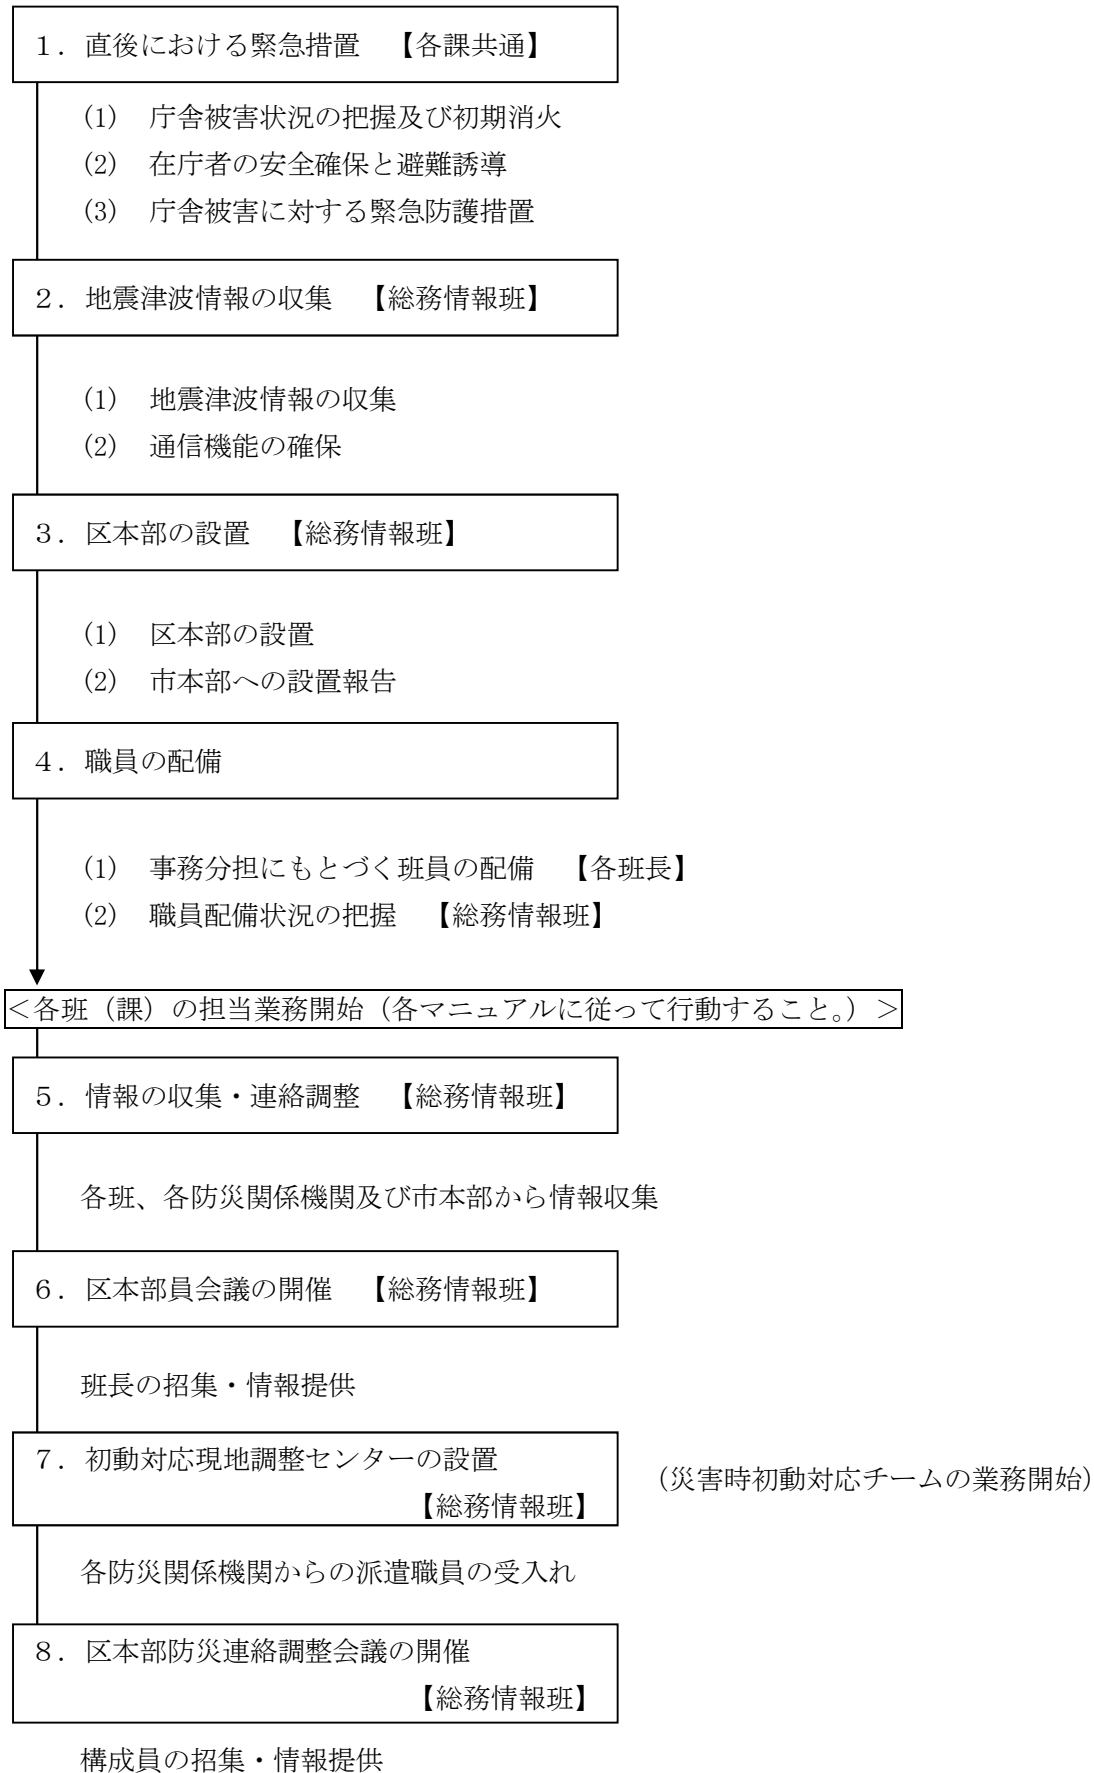 １．直後における緊急措置　【各課共通】
(1)　庁舎被害状況の把握及び初期消火
(2)　在庁者の安全確保と避難誘導
(3)　庁舎被害に対する緊急防護措置
２．地震津波情報の収集　【総務情報班】
(1)　地震津波情報の収集
(2)　通信機能の確保
３．区本部の設置　【総務情報班】
(1)　区本部の設置
(2)　市本部への設置報告
４．職員の配備
(1)　事務分担にもとづく班員の配備　【各班長】
(2)　職員配備状況の把握　【総務情報班】
＜各班（課）の担当業務開始（各マニュアルに従って行動すること。）＞
５．情報の収集・連絡調整　【総務情報班】
各班、各防災関係機関及び市本部から情報収集
６．区本部員会議の開催　【総務情報班】
班長の招集・情報提供
７．初動対応現地調整センターの設置
【総務情報班】
（災害時初動対応チームの業務開始）
各防災関係機関からの派遣職員の受入れ
８．区本部防災連絡調整会議の開催
【総務情報班】
構成員の招集・情報提供